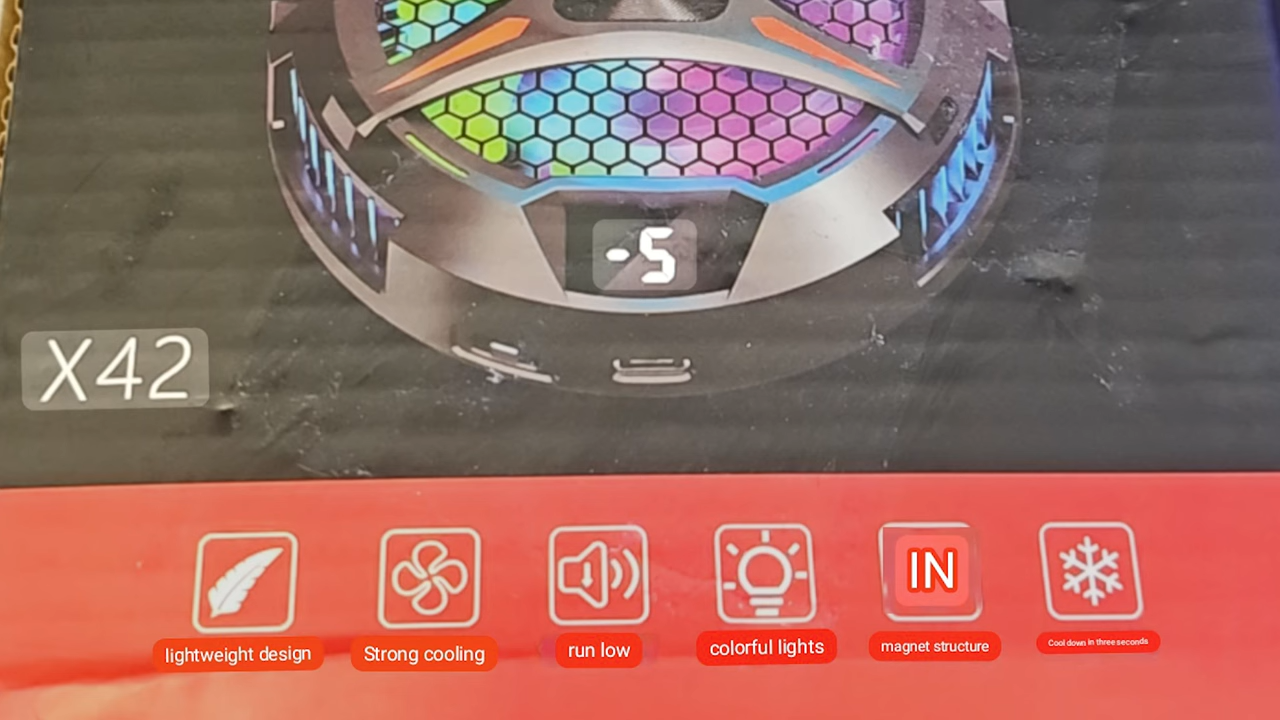 -5
X42
IN
lightweight design
Strong cooling
run low
colorful lights
magnet structure
Cool down in three seconds